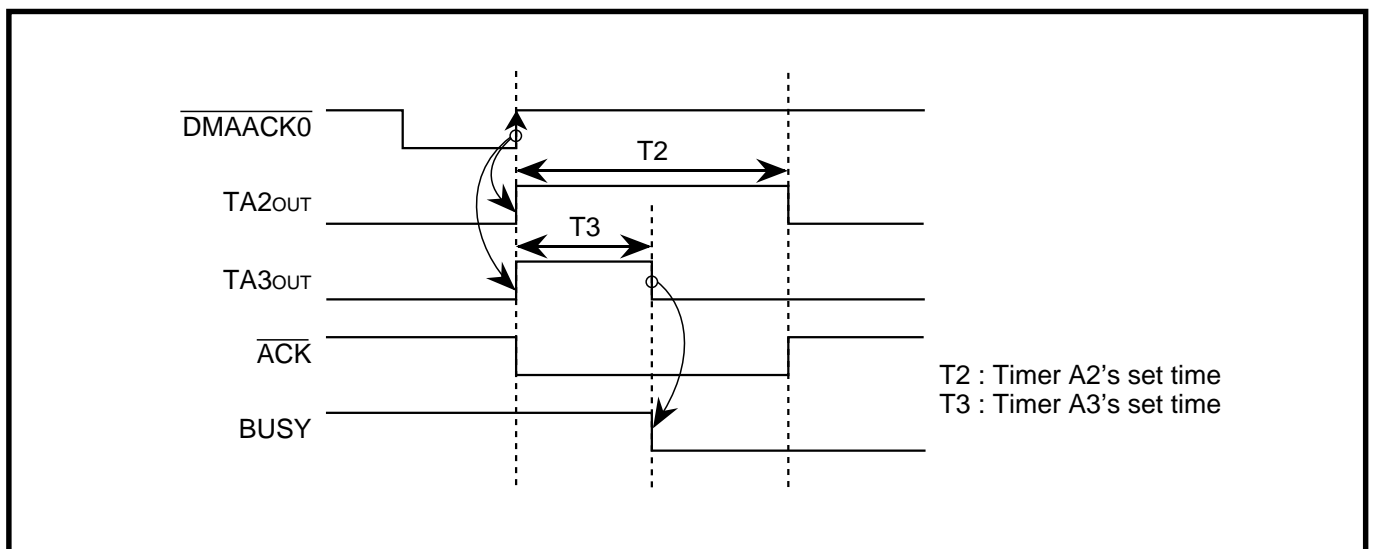 DMAACK0
T2
TA2OUT
T3
TA3OUT
ACK
T2 : Timer A2's set time
T3 : Timer A3's set time
BUSY